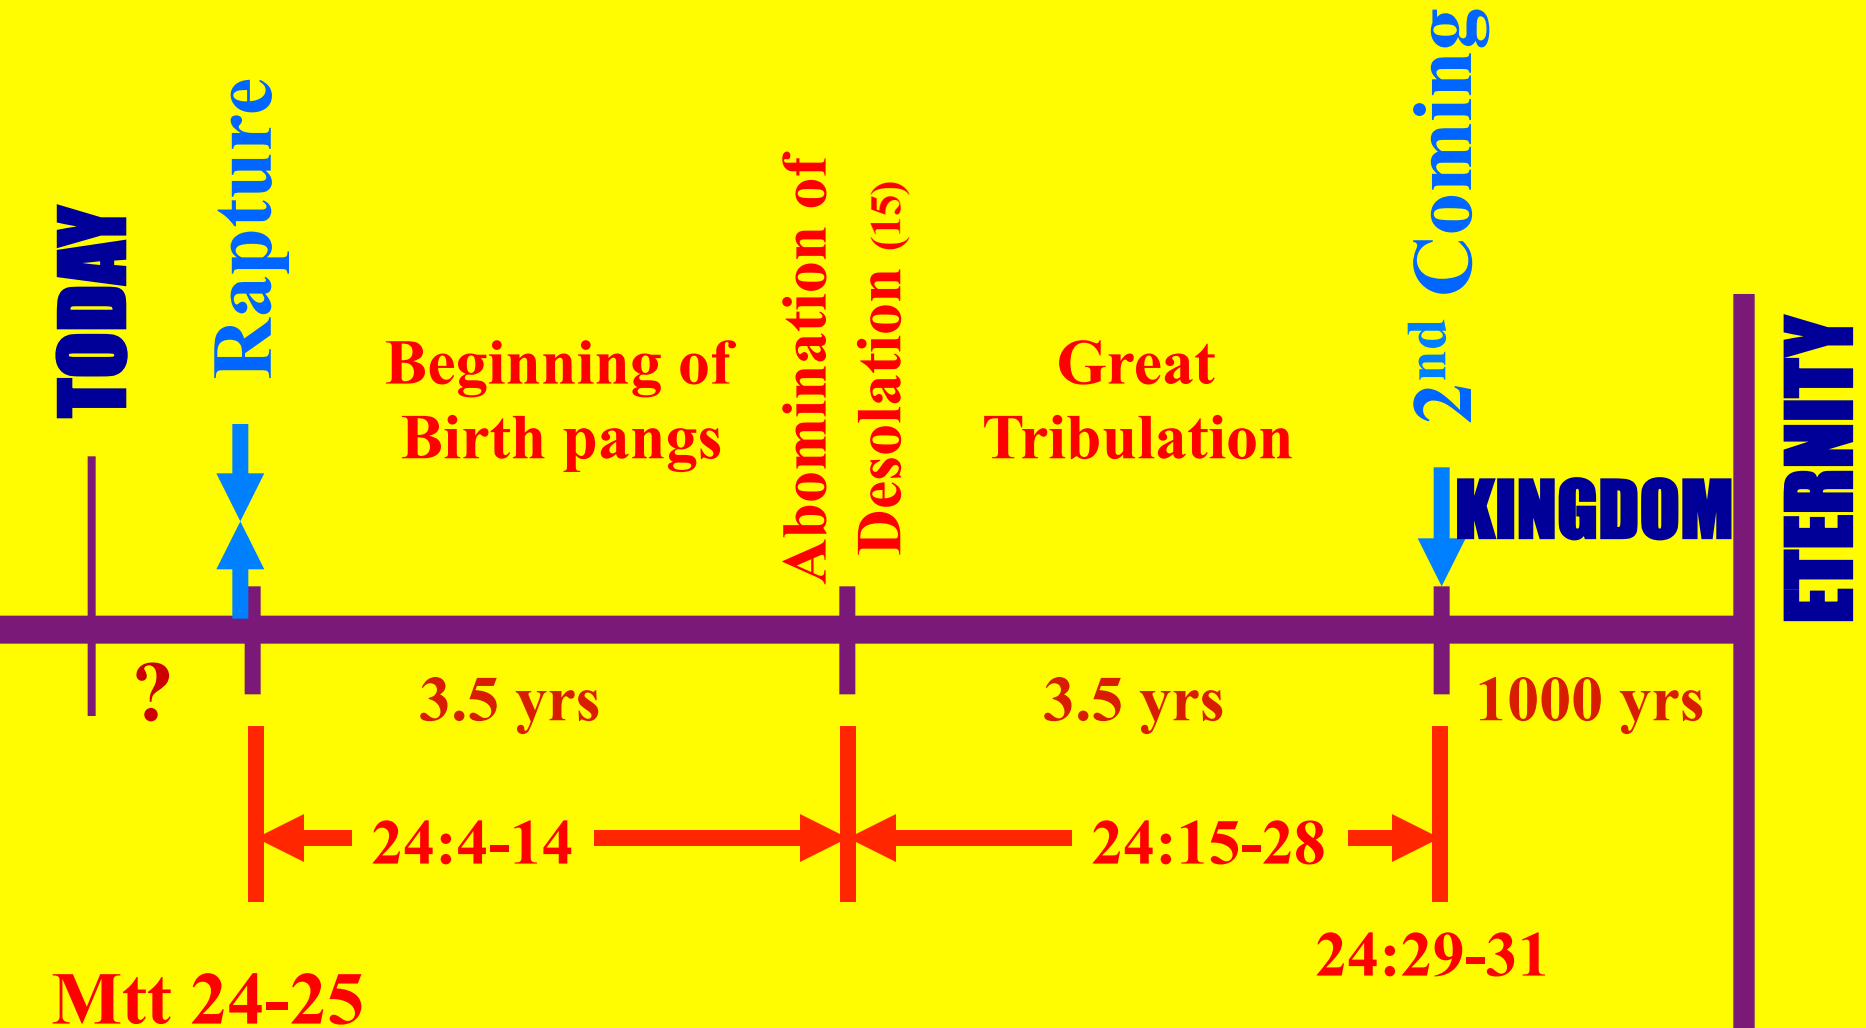 TODAY
Rapture
Beginning of
Birth pangs
Abomination of
Desolation (15)
Great
Tribulation
2nd Coming
KINGDOM
ETERNITY
?
3.5 yrs
3.5 yrs
1000 yrs
24:4-14
24:15-28
24:29-31
Mtt 24-25